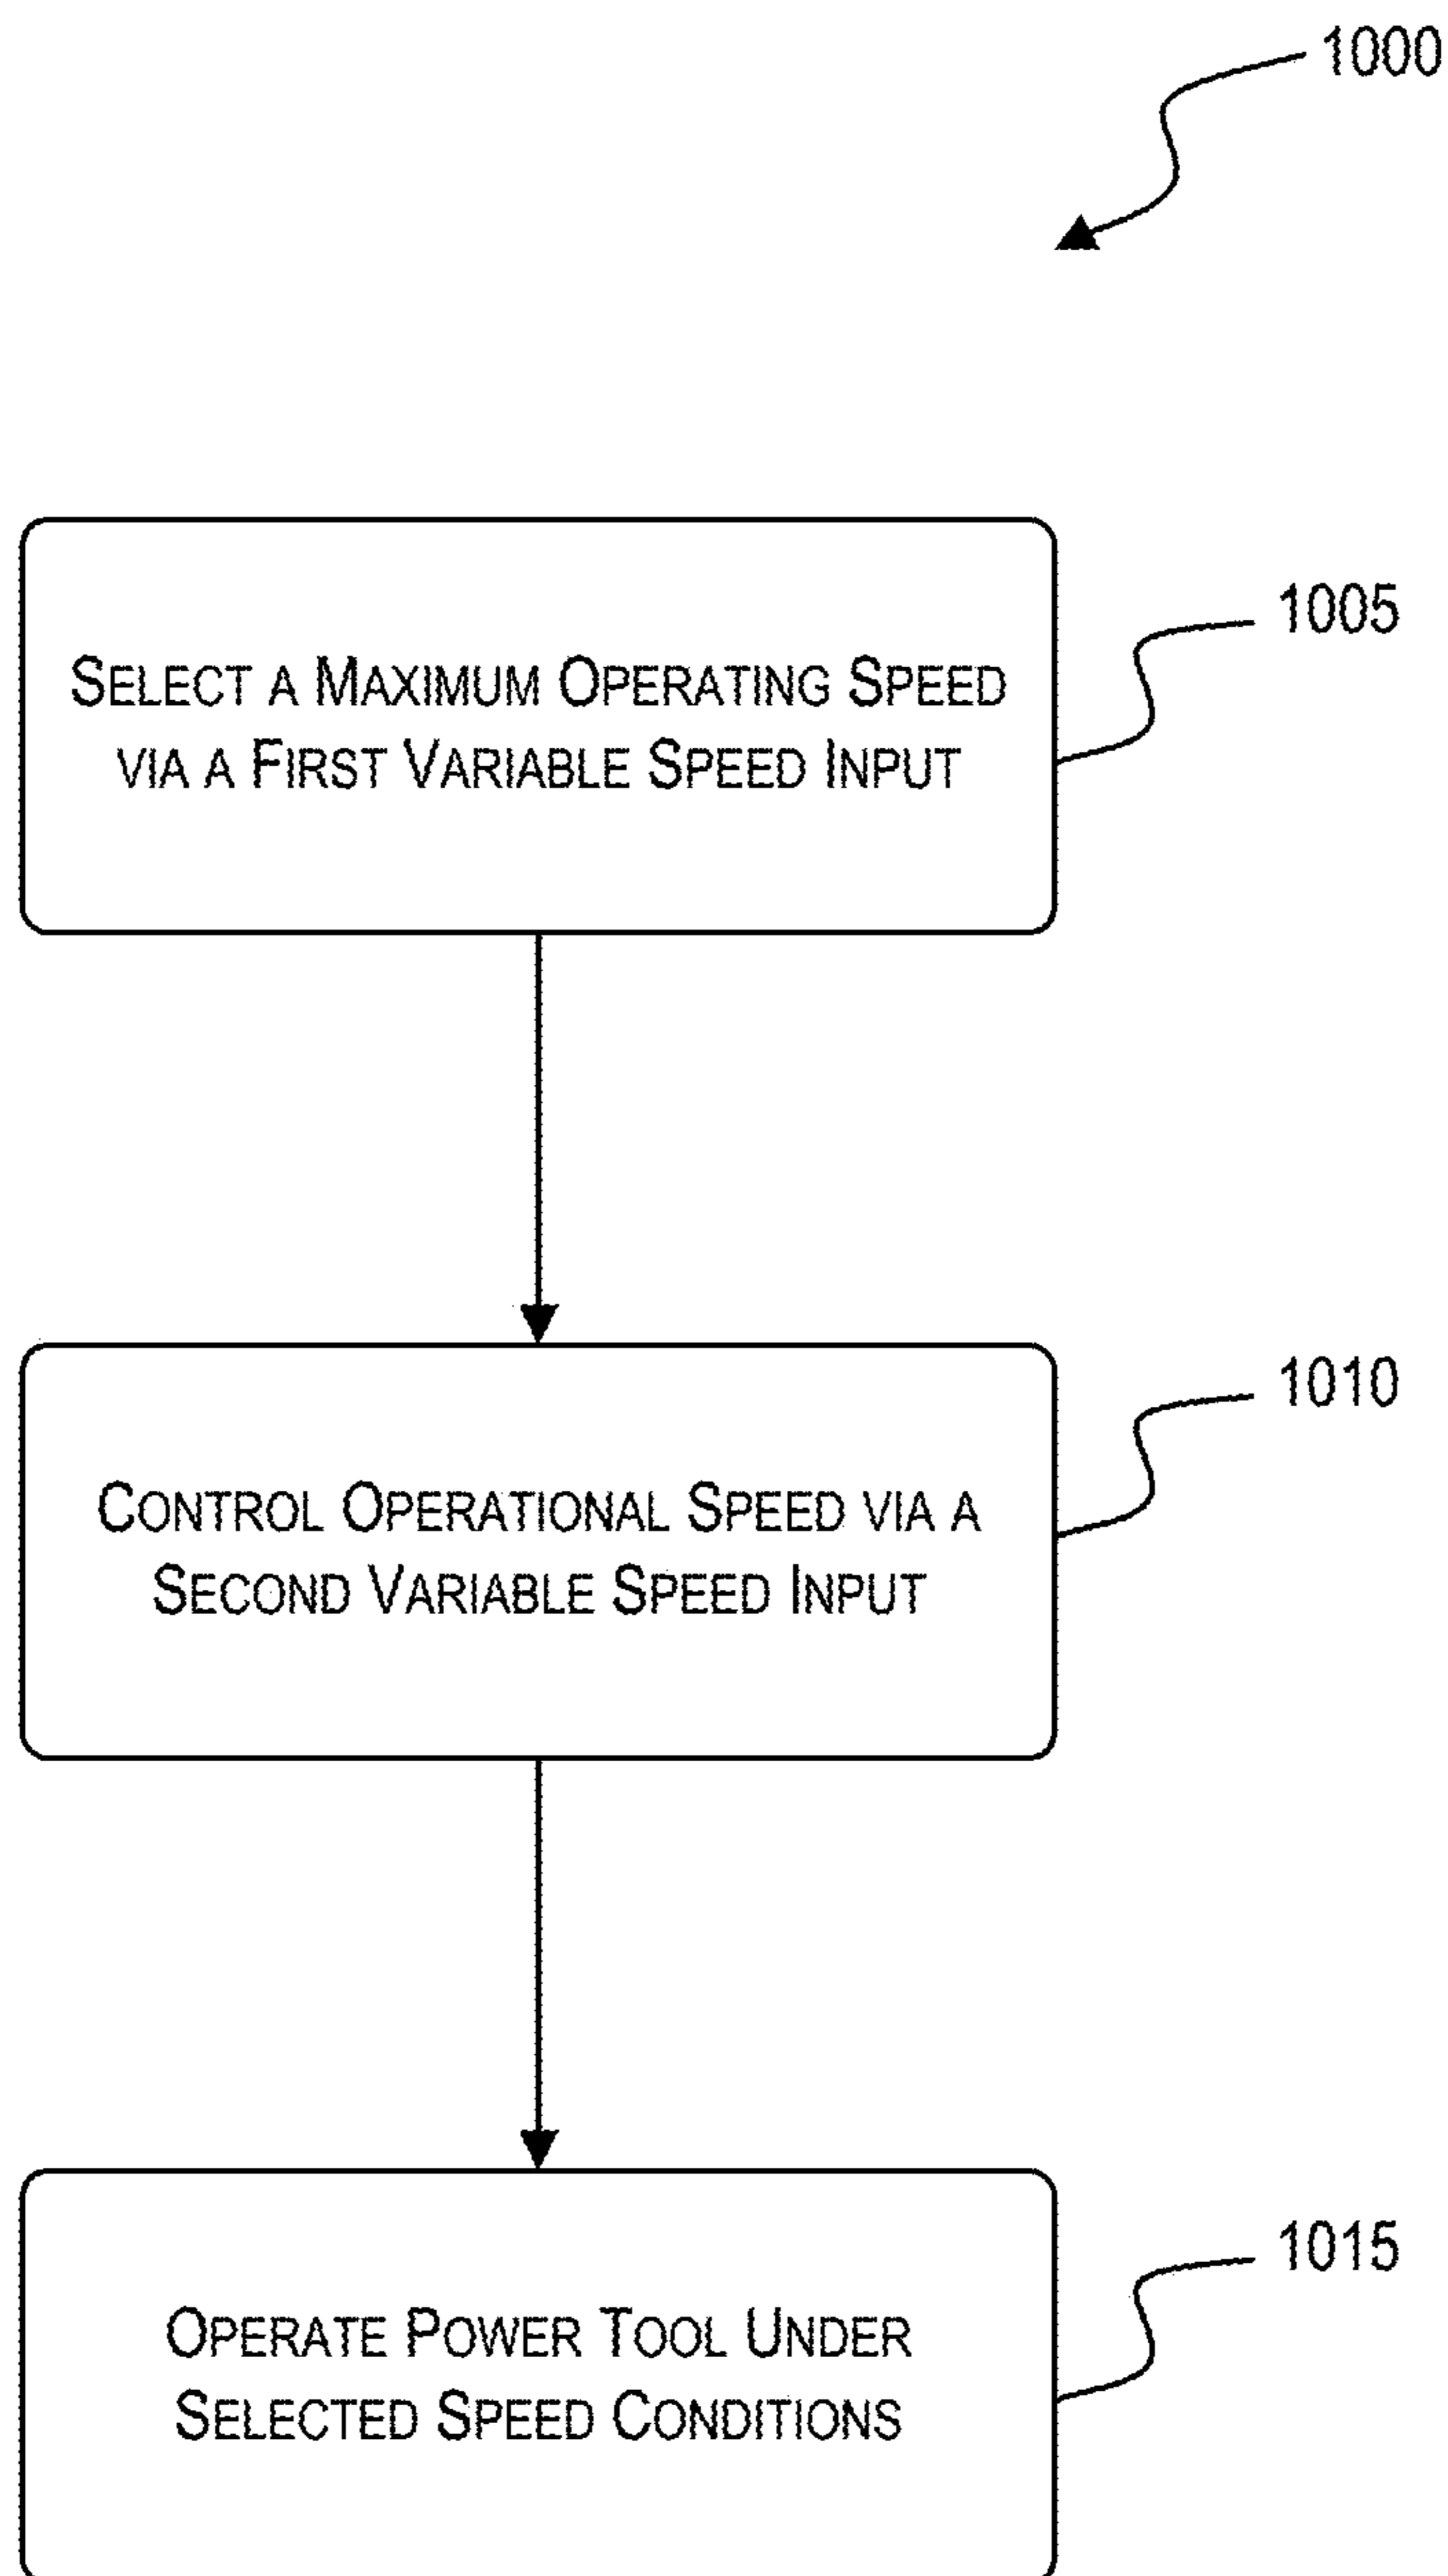 1000
SELECT A MAXIMUM OPERATING SPEED
VIA A FIRST VARIABLE SPEED INPUT
1005
CONTROL OPERATIONAL SPEED VIA A
SECOND VARIABLE SPEED INPUT
1010
OPERATE POWER TOOL UNDER
SELECTED SPEED CONDITIONS
1015